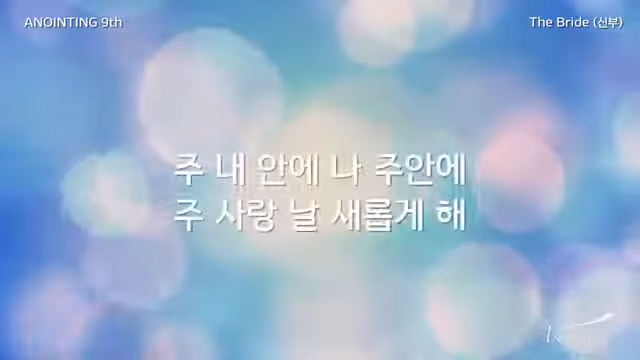 ANOINTING 9th
The Bride (신부)
주 내 안에 나 주안에
주 사랑 날 새롭게 해